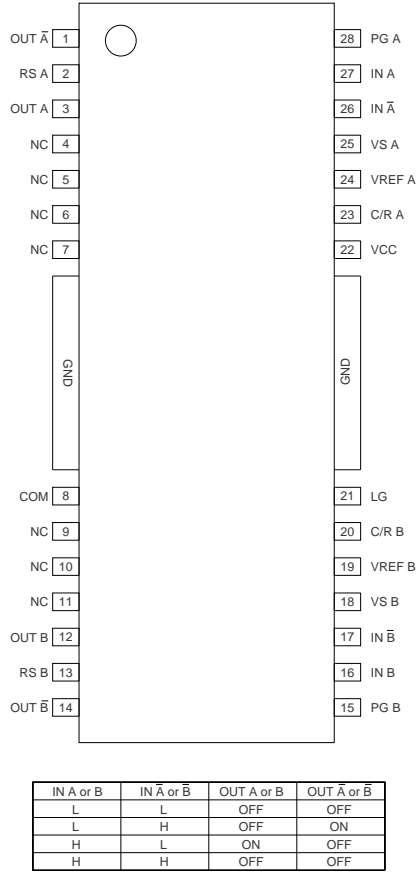 OUT A̅ 1 28 PG A
RS A 2 27 IN A
OUT A 3 26 IN A̅
NC 4 25 VS A
NC 5 24 VREF A
NC 6 23 C/R A
NC 7 22 VCC
GND GND
COM 8 21 LG
NC 9 20 C/R B
NC 10 19 VREF B
NC 11 18 VS B
OUT B 12 17 IN B̅
RS B 13 16 IN B
OUT B̅ 14 15 PG B
IN A or B IN A̅ or B̅ OUT A or B OUT A̅ or B̅
L L OFF OFF
L H OFF ON
H L ON OFF
H H OFF OFF